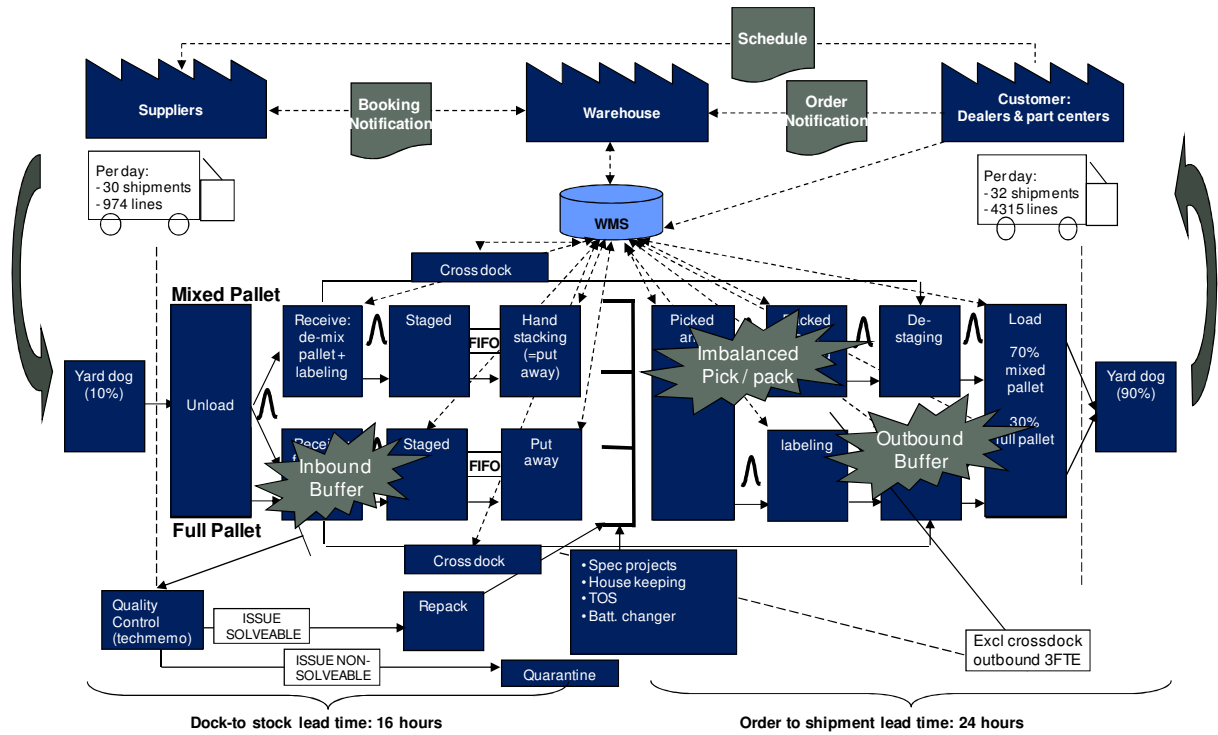 Schedule
Suppliers
Booking
Notification
Warehouse
Order
Notification
Customer:
Dealers & part centers
Per day:
- 30 shipments
- 974 lines
Per day:
- 32 shipments
- 4315 lines
WMS
Cross dock
Mixed Pallet
Yard dog
(10%)
Unload
Receive:
de-mix
pallet +
labeling
Staged
FIFO
Hand
stacking
(=put
away)
Picked
Packed
De-
staging
Load
70%
mixed
pallet
30%
full pallet
Yard dog
(90%)
Imbalanced
Pick / pack
Staged
FIFO
Put
away
labeling
Inbound
Buffer
Outbound
Buffer
Full Pallet
Cross dock
• Spec projects
• House keeping
• TOS
• Batt. changer
Quality
Control
(techmemo)
ISSUE
SOLVEABLE
Repack
ISSUE NON-
SOLVEABLE
Quarantine
Excl crossdock
outbound 3FTE
Dock-to stock lead time: 16 hours
Order to shipment lead time: 24 hours